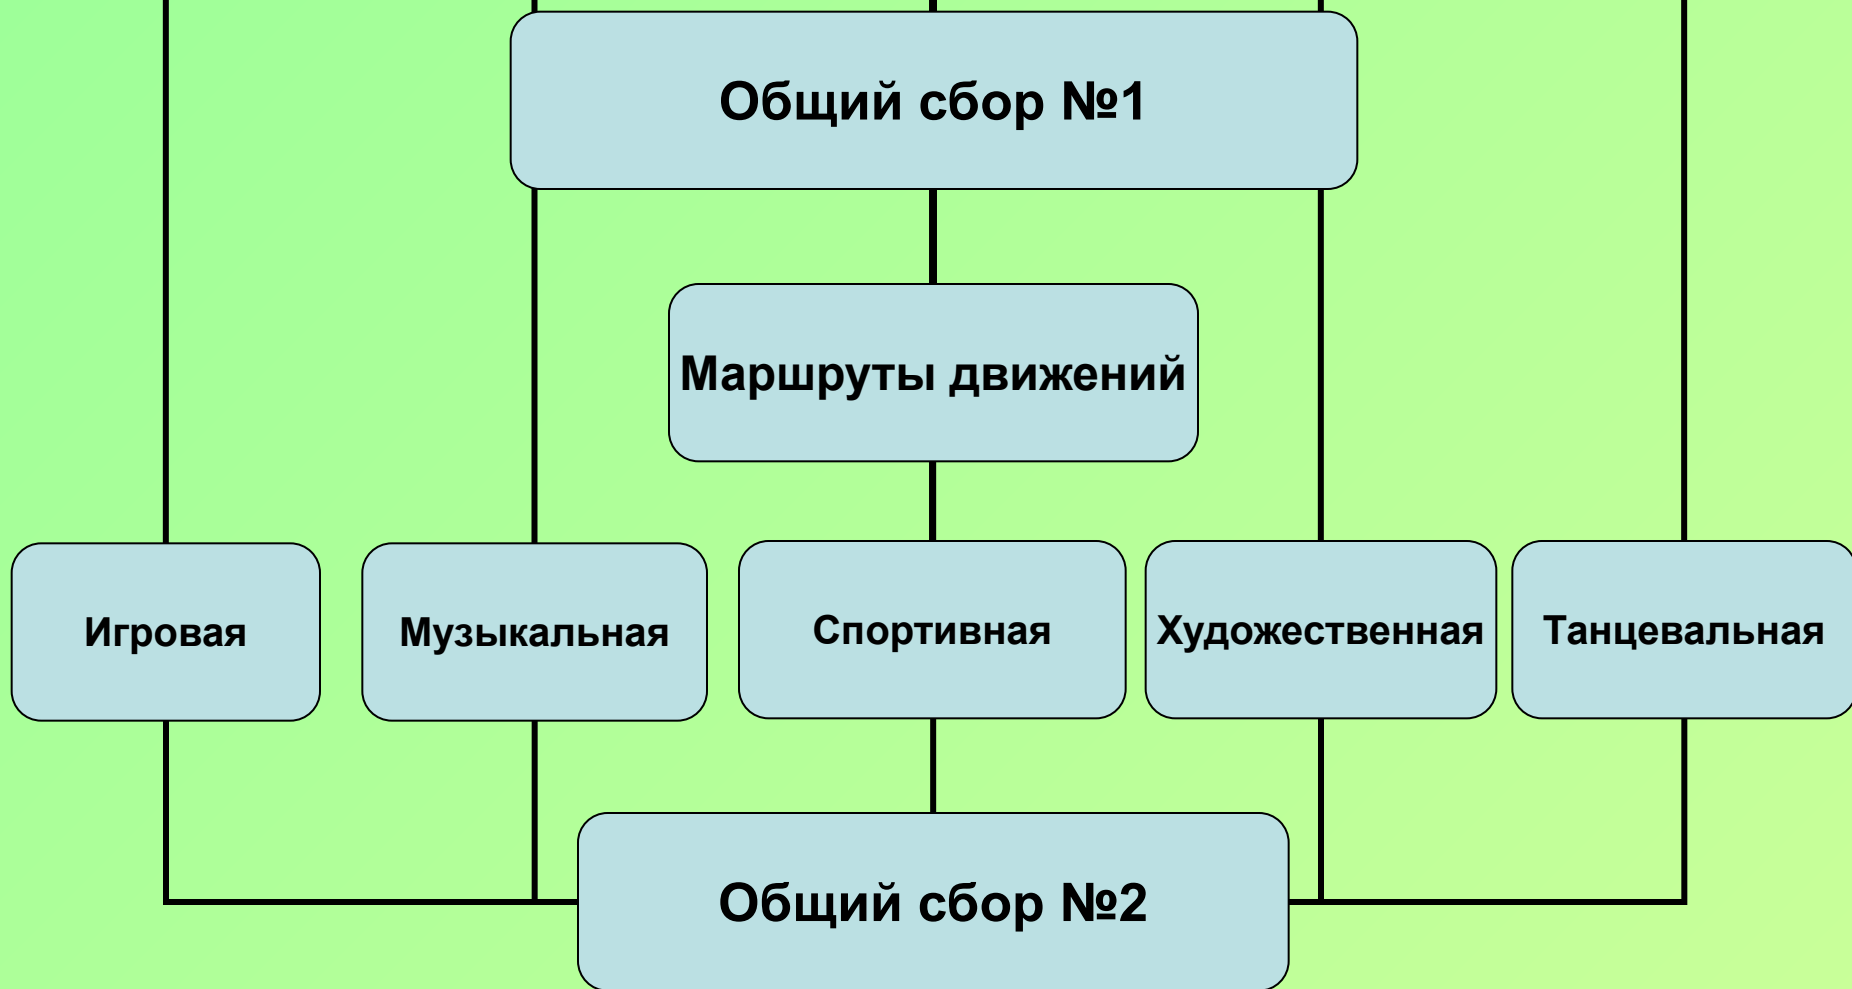 Общий сбор №1
Маршруты движений
Игровая
Музыкальная
Спортивная
Художественная
Танцевальная
Общий сбор №2